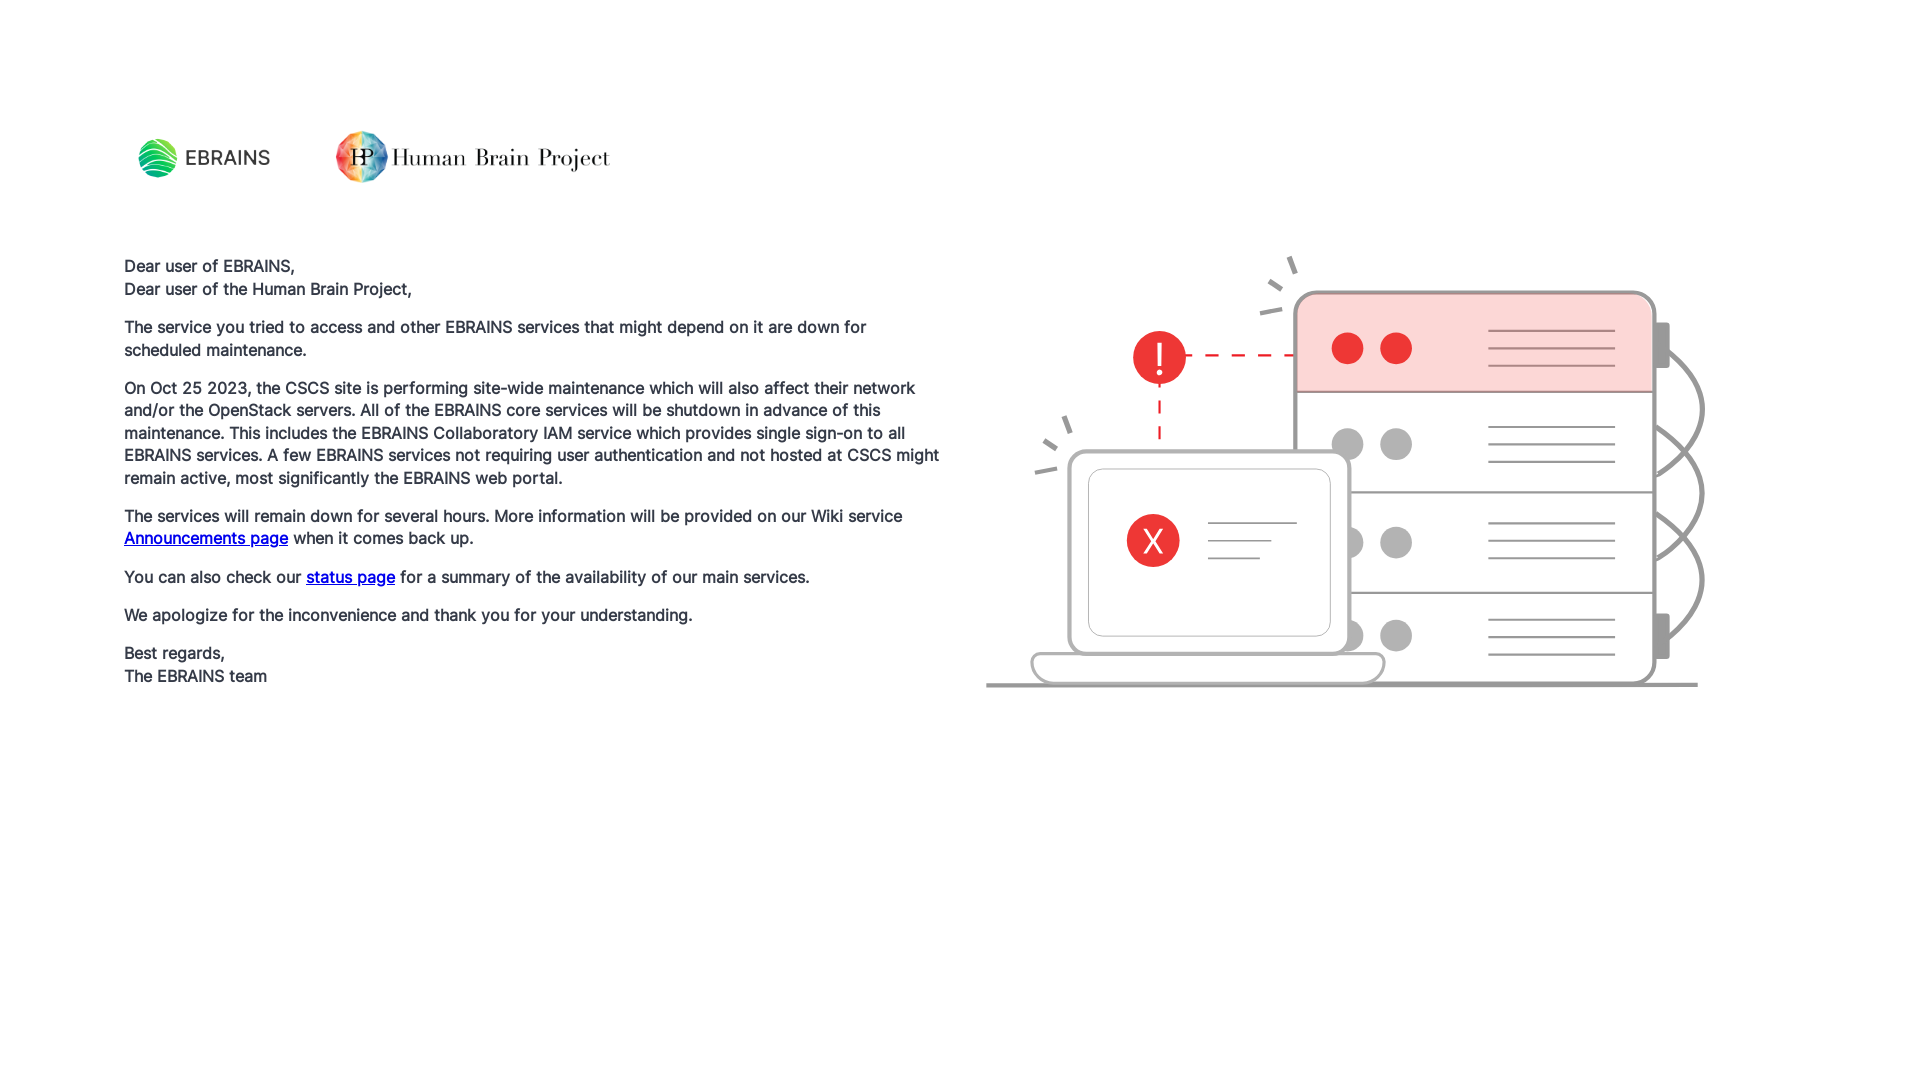 EBRAINS
HP Human Brain Project
Dear user of EBRAINS,
Dear user of the Human Brain Project,
The service you tried to access and other EBRAINS services that might depend on it are down for
scheduled maintenance.
On Oct 25 2023, the CSCS site is performing site-wide maintenance which will also affect their network
and/or the OpenStack servers. All of the EBRAINS core services will be shutdown in advance of this
maintenance. This includes the EBRAINS Collaboratory IAM service which provides single sign-on to all
EBRAINS services. A few EBRAINS services not requiring user authentication and not hosted at CSCS might
remain active, most significantly the EBRAINS web portal.
The services will remain down for several hours. More information will be provided on our Wiki service
Announcements page when it comes back up.
You can also check our status page for a summary of the availability of our main services.
We apologize for the inconvenience and thank you for your understanding.
Best regards,
The EBRAINS team
!
X